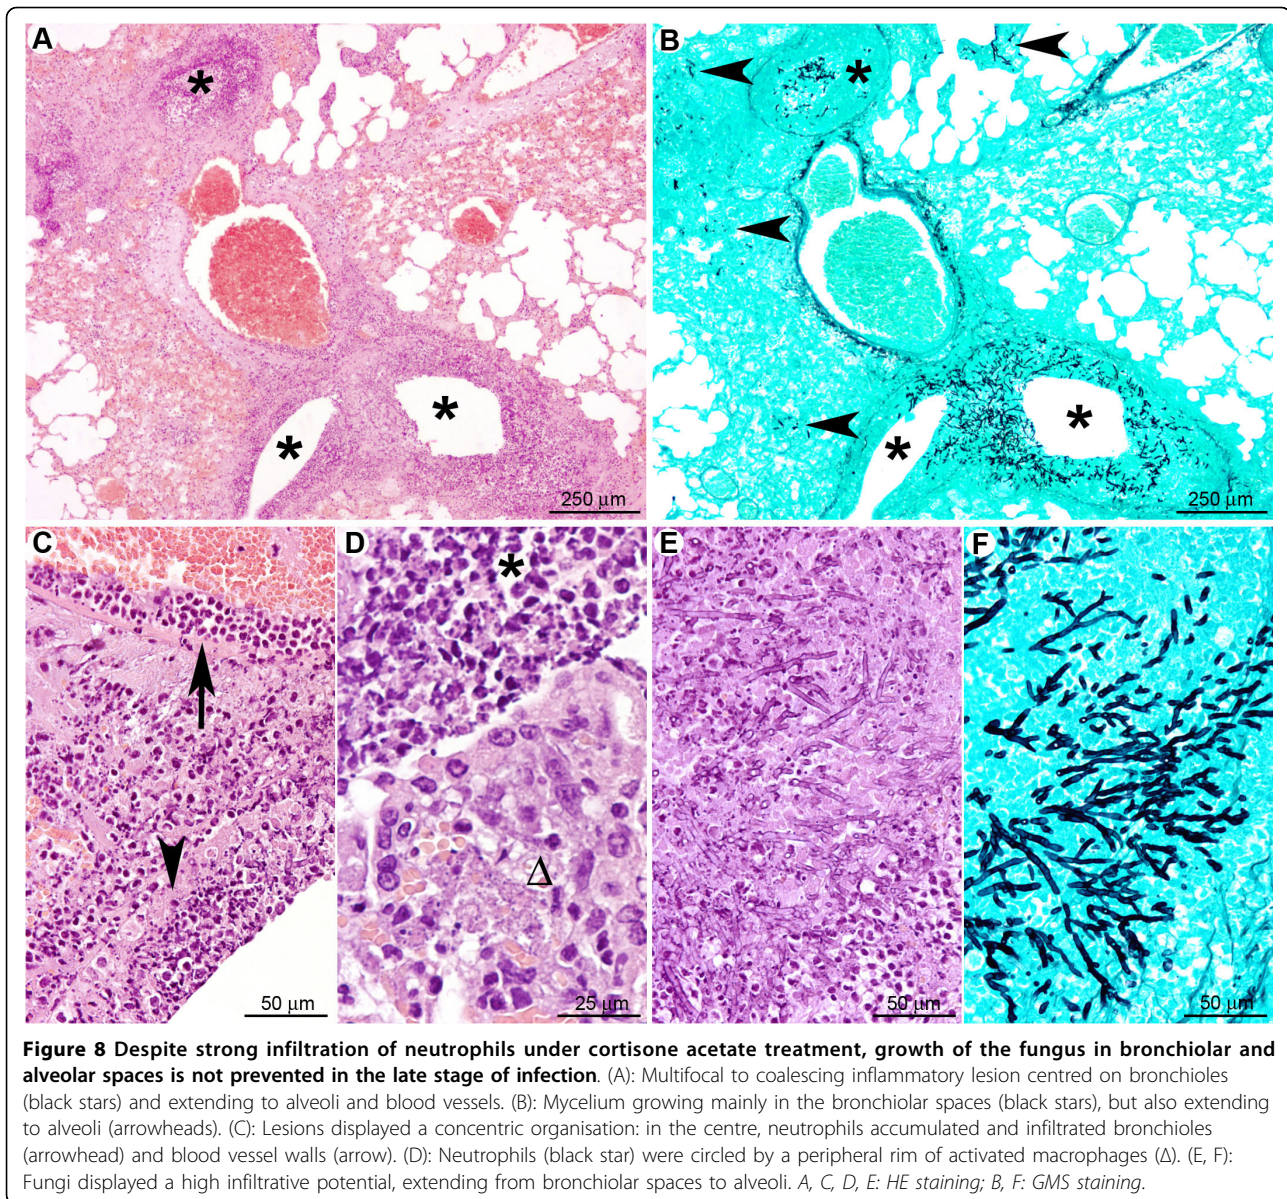 A
B
*
*
*
*
*
*
250 µm
250 µm
C
D
E
F
*
Δ
50 µm
25 µm
50 µm
50 µm
Figure 8 Despite strong infiltration of neutrophils under cortisone acetate treatment, growth of the fungus in bronchiolar and
alveolar spaces is not prevented in the late stage of infection. (A): Multifocal to coalescing inflammatory lesion centred on bronchioles
(black stars) and extending to alveoli and blood vessels. (B): Mycelium growing mainly in the bronchiolar spaces (black stars), but also extending
to alveoli (arrowheads). (C): Lesions displayed a concentric organisation: in the centre, neutrophils accumulated and infiltrated bronchioles
(arrowhead) and blood vessel walls (arrow). (D): Neutrophils (black star) were circled by a peripheral rim of activated macrophages (Δ). (E, F):
Fungi displayed a high infiltrative potential, extending from bronchiolar spaces to alveoli. A, C, D, E: HE staining; B, F: GMS staining.